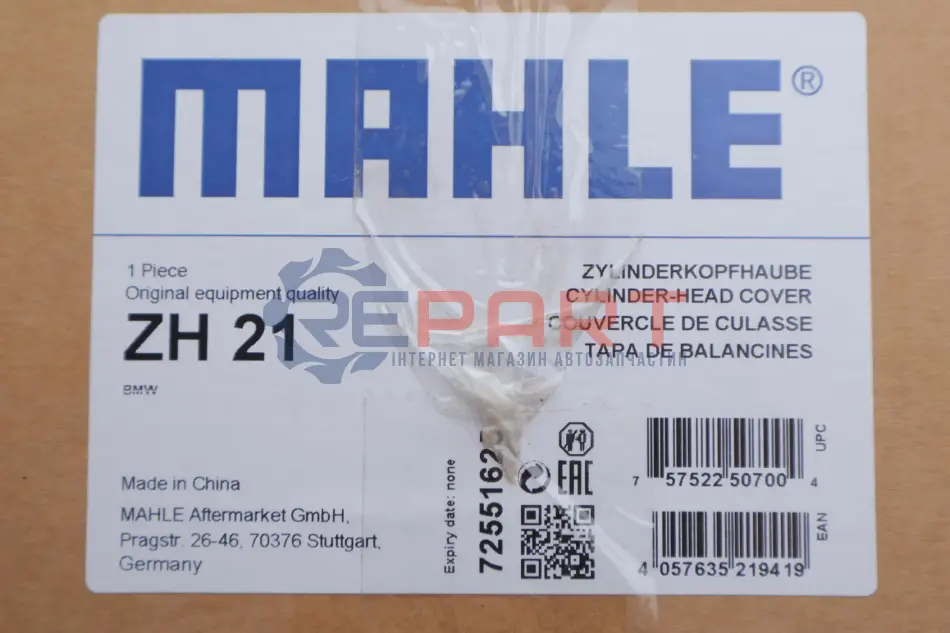 MAHLE®
1 Piece
Original equipment quality
ZH 21
BMW
ZYLINDERKOPFHAUBE
CYLINDER-HEAD COVER
COUVERCLE DE CULASSE
TAPA DE BALANCINES
REPART
ІНТЕРНЕТ МАГАЗИН АВТОЗАПЧАСТИН
Made in China
MAHLE Aftermarket GmbH,
Pragstr. 26-46, 70376 Stuttgart,
Germany
Expiry date: none
EAC
7 57522 50700 4
UPC
4 057635 219419
EAN